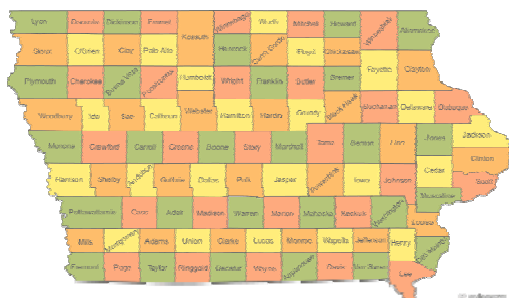 Lyon Osceola Dickinson Emmet Winnebago Worth Mitchell Howard Winneshiek Allamakee
Kossuth
Sioux O'Brien Clay Palo Alto Hancock Cerro Gordo Floyd Chickasaw
Fayette Clayton
Plymouth Cherokee Buena Vista Pocahontas Humboldt Wright Franklin Butler Bremer
Woodbury Ida Sac Calhoun Webster Hamilton Hardin Grundy Black Hawk Buchanan Delaware Dubuque
Monona Crawford Carroll Greene Boone Story Marshall Tama Benton Linn Jones Jackson
Clinton
Harrison Shelby Audubon Guthrie Dallas Polk Jasper Poweshiek Iowa Johnson Cedar
Scott
Muscatine
Pottawattamie Cass Adair Madison Warren Marion Mahaska Keokuk Washington
Louisa
Mills Montgomery Adams Union Clarke Lucas Monroe Wapello Jefferson Henry Des Moines
Fremont Page Taylor Ringgold Decatur Wayne Appanoose Davis Van Buren
Lee